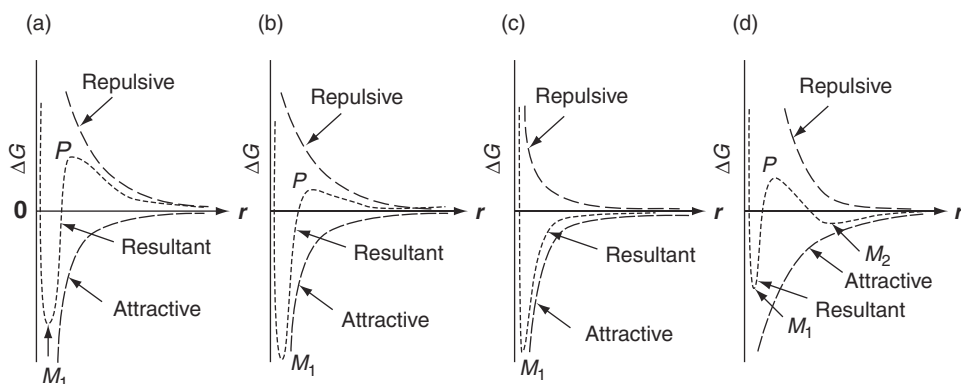 (a)
Repulsive
P
ΔG
0
r
Resultant
Attractive
M1
(b)
Repulsive
P
ΔG
r
Resultant
Attractive
M1
(c)
Repulsive
ΔG
r
Resultant
Attractive
M1
(d)
Repulsive
P
ΔG
r
M2
Attractive
Resultant
M1